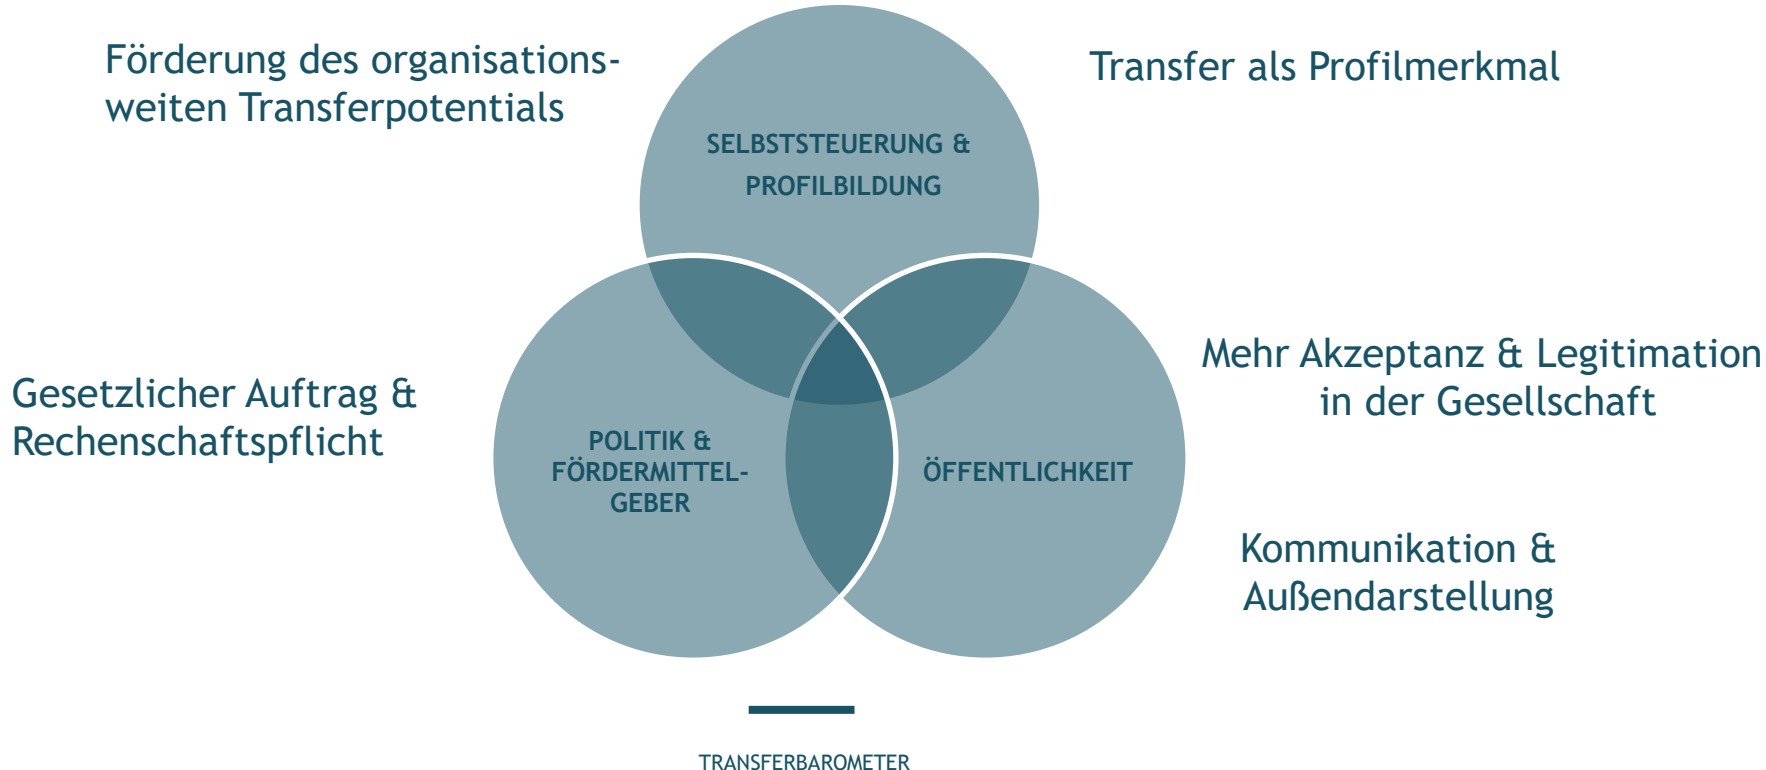 Förderung des organisations-
weiten Transferpotentials
Transfer als Profilmerkmal
SELBSTSTEUERUNG &
PROFILBILDUNG
Gesetzlicher Auftrag &
Rechenschaftspflicht
Mehr Akzeptanz & Legitimation
in der Gesellschaft
POLITIK &
FÖRDERMITTEL-
GEBER
ÖFFENTLICHKEIT
Kommunikation &
Außendarstellung
TRANSFERBAROMETER